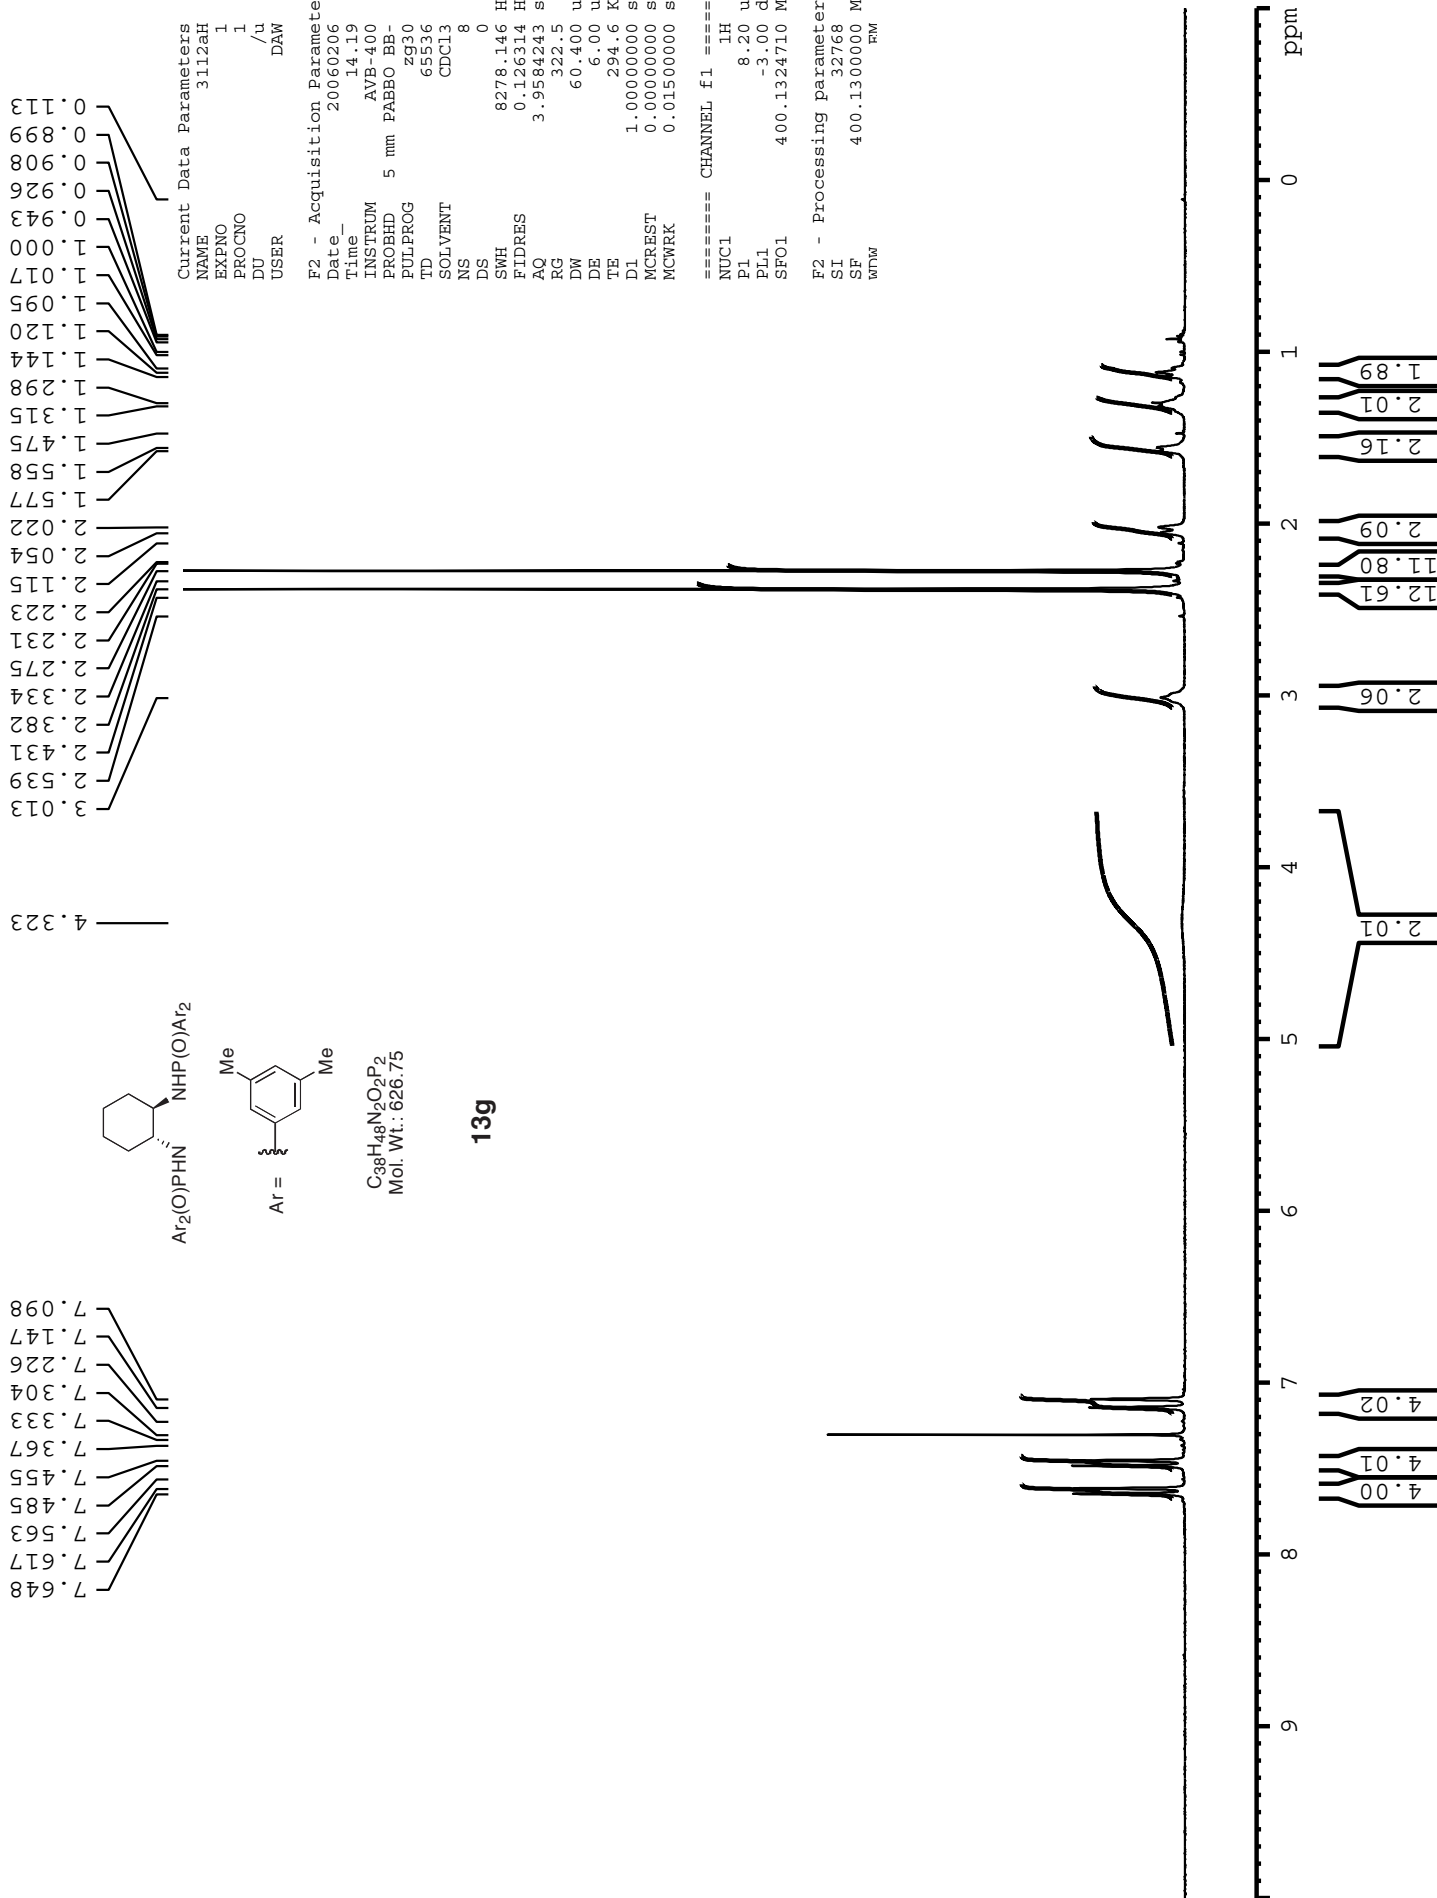 7.648
7.617
7.563
7.485
7.455
7.367
7.333
7.304
7.226
7.147
7.098
4.323
3.013
2.539
2.431
2.382
2.334
2.275
2.231
2.223
2.115
2.054
2.022
1.577
1.558
1.475
1.315
1.298
1.144
1.120
1.095
1.017
1.000
0.943
0.926
0.908
0.899
0.113
Ar2(O)PHN
NHP(O)Ar2
Ar =
Me
Me
C38H48N2O2P2
Mol. Wt.: 626.75
13g
Current Data Parameters
NAME 3112aH
EXPNO 1
PROCNO 1
DU /u
USER DAW
F2 - Acquisition Paramete
Date_ 20060206
Time 14.19
INSTRUM AVB-400
PROBHD 5 mm PABBO BB-
PULPROG zg30
TD 65536
SOLVENT CDCl3
NS 8
DS 0
SWH 8278.146 H
FIDRES 0.126314 H
AQ 3.9584243 s
RG 322.5
DW 60.400 u
DE 6.00 u
TE 294.6 K
D1 1.00000000 s
MCREST 0.00000000 s
MCWRK 0.01500000 s
======== CHANNEL f1 =====
NUC1 1H
P1 8.20 u
PL1 -3.00 d
SFO1 400.1324710 M
F2 - Processing parameter
SI 32768
SF 400.1300000 M
WDW EM
9 8 7 6 5 4 3 2 1 0 ppm
4.00
4.01
4.02
2.01
2.06
12.61
11.80
2.09
2.16
2.01
1.89